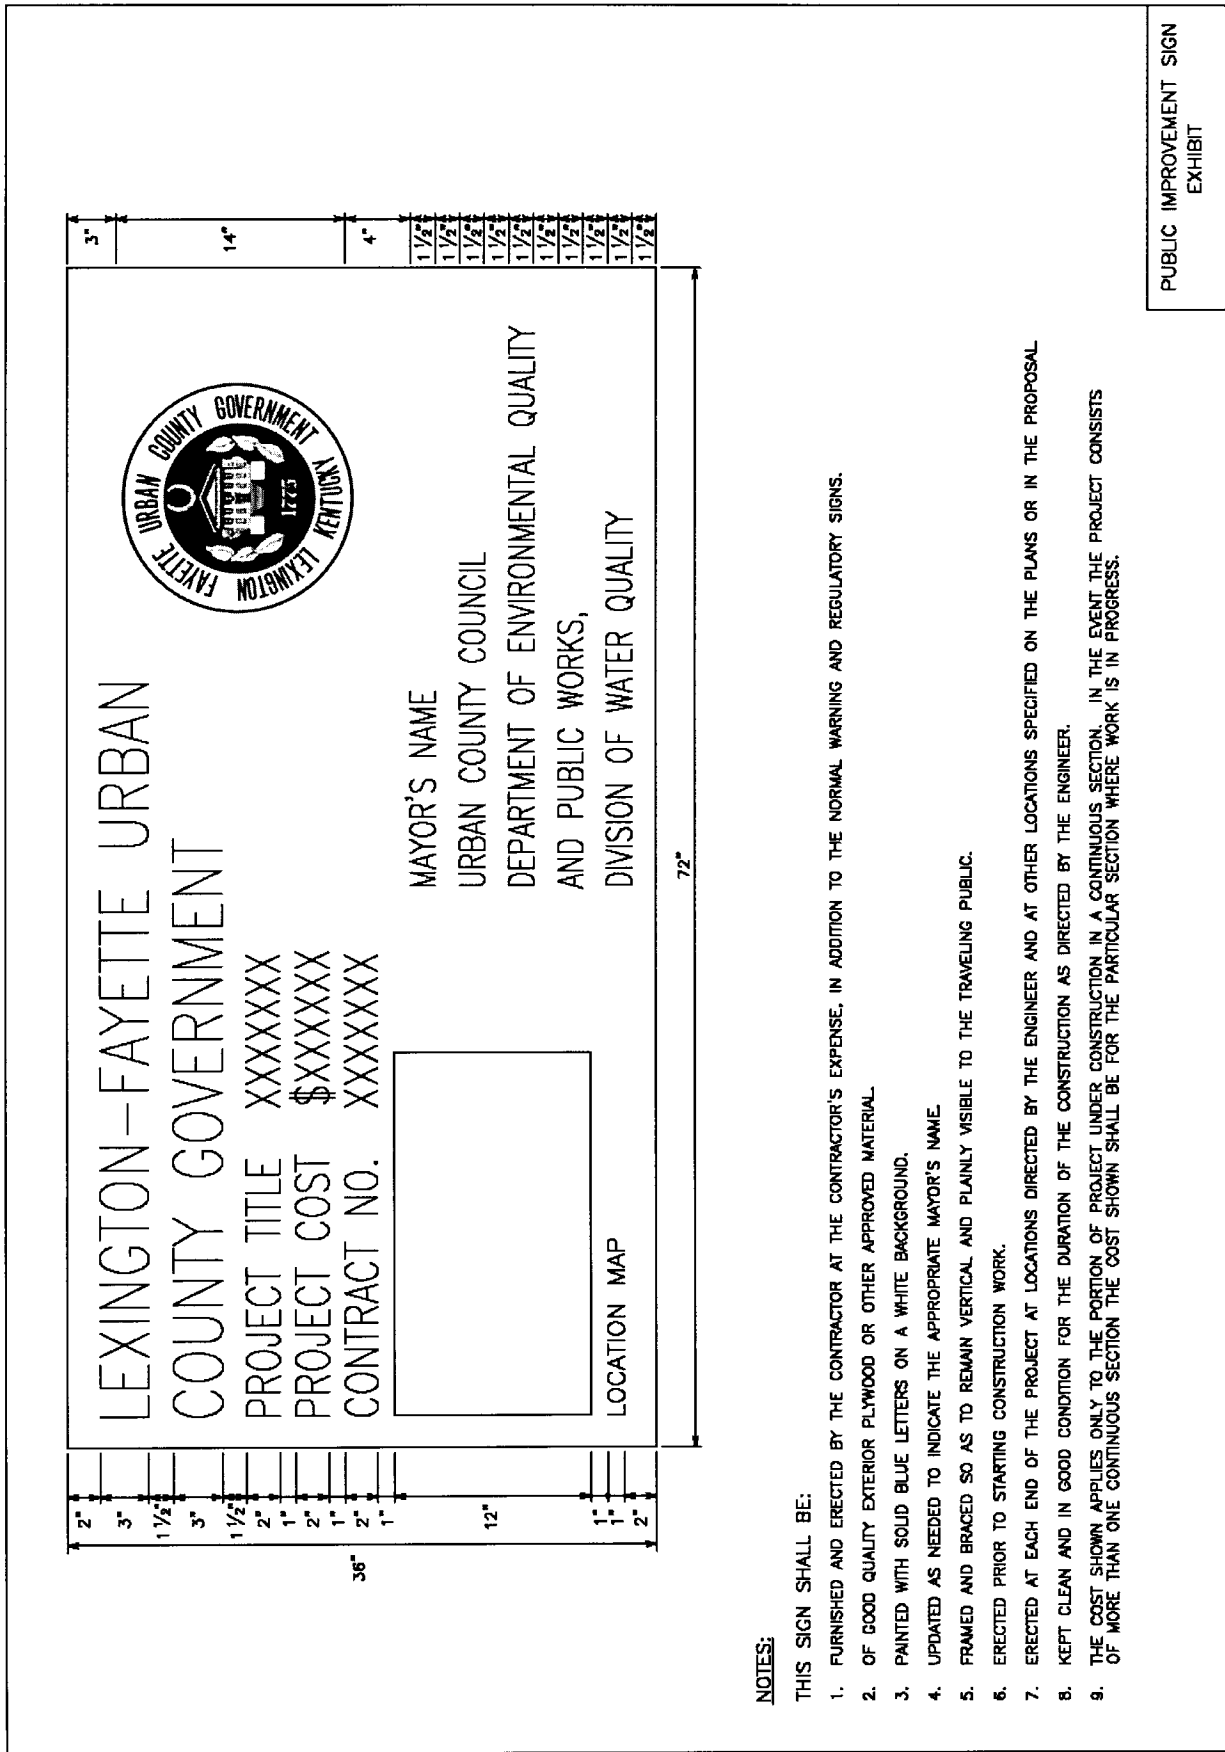 LEXINGTON-FAYETTE URBAN
COUNTY GOVERNMENT
PROJECT TITLE XXXXXXX
PROJECT COST $XXXXXX
CONTRACT NO. XXXXXXX
FAYETTE URBAN COUNTY GOVERNMENT
LEXINGTON KENTUCKY
1775
MAYOR'S NAME
URBAN COUNTY COUNCIL
DEPARTMENT OF ENVIRONMENTAL QUALITY
AND PUBLIC WORKS,
DIVISION OF WATER QUALITY
LOCATION MAP
2"
3"
1 1/2"
3"
1 1/2"
2"
1"
2"
1"
2"
1"
12"
1"
1"
2"
36"
3"
14"
4"
1 1/2"
1 1/2"
1 1/2"
1 1/2"
1 1/2"
1 1/2"
1 1/2"
1 1/2"
1 1/2"
1 1/2"
72"
NOTES:
THIS SIGN SHALL BE:
1. FURNISHED AND ERECTED BY THE CONTRACTOR AT THE CONTRACTOR'S EXPENSE, IN ADDITION TO THE NORMAL WARNING AND REGULATORY SIGNS.
2. OF GOOD QUALITY EXTERIOR PLYWOOD OR OTHER APPROVED MATERIAL.
3. PAINTED WITH SOLID BLUE LETTERS ON A WHITE BACKGROUND.
4. UPDATED AS NEEDED TO INDICATE THE APPROPRIATE MAYOR'S NAME.
5. FRAMED AND BRACED SO AS TO REMAIN VERTICAL AND PLAINLY VISIBLE TO THE TRAVELING PUBLIC.
6. ERECTED PRIOR TO STARTING CONSTRUCTION WORK.
7. ERECTED AT EACH END OF THE PROJECT AT LOCATIONS DIRECTED BY THE ENGINEER AND AT OTHER LOCATIONS SPECIFIED ON THE PLANS OR IN THE PROPOSAL
8. KEPT CLEAN AND IN GOOD CONDITION FOR THE DURATION OF THE CONSTRUCTION AS DIRECTED BY THE ENGINEER.
9. THE COST SHOWN APPLIES ONLY TO THE PORTION OF PROJECT UNDER CONSTRUCTION IN A CONTINUOUS SECTION. IN THE EVENT THE PROJECT CONSISTS
OF MORE THAN ONE CONTINUOUS SECTION THE COST SHOWN SHALL BE FOR THE PARTICULAR SECTION WHERE WORK IS IN PROGRESS.
PUBLIC IMPROVEMENT SIGN
EXHIBIT